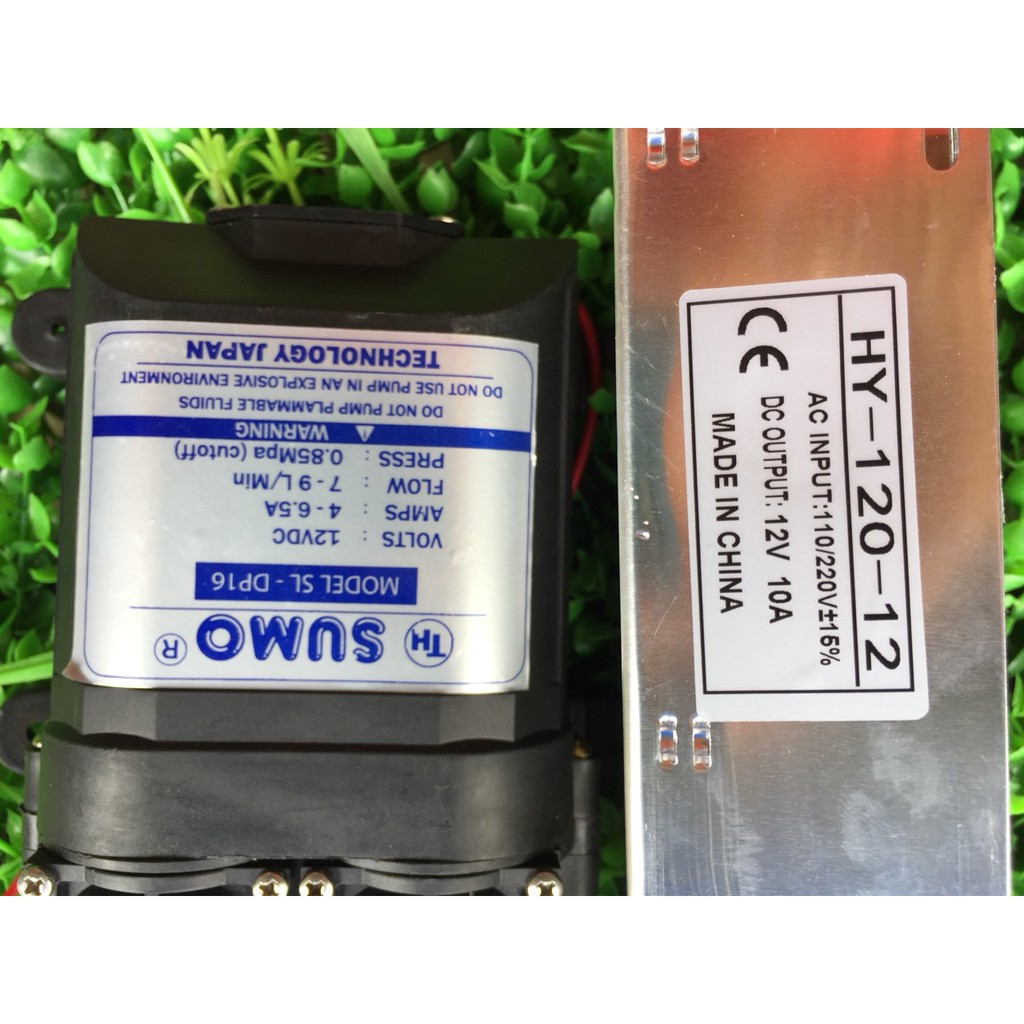 TH SUMO ®
MODEL SL - DP16
VOLTS : 12VDC
AMPS : 4 - 6.5A
FLOW : 7 - 9 L/Min
PRESS : 0.85Mpa (cutoff)
WARNING
DO NOT PUMP PLAMMABLE FLUIDS
DO NOT USE PUMP IN AN EXPLOSIVE ENVIRONMENT
TECHNOLOGY JAPAN
HY-120-12
AC INPUT:110/220V±15%
CE DC OUTPUT: 12V 10A
MADE IN CHINA